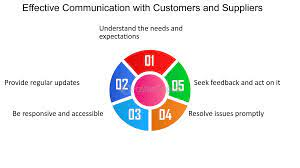 Effective Communication with Customers and Suppliers
Understand the needs and
expectations
01
02
05
03
04
Provide regular updates
Seek feedback and act on it
Be responsive and accessible
Resolve issues promptly